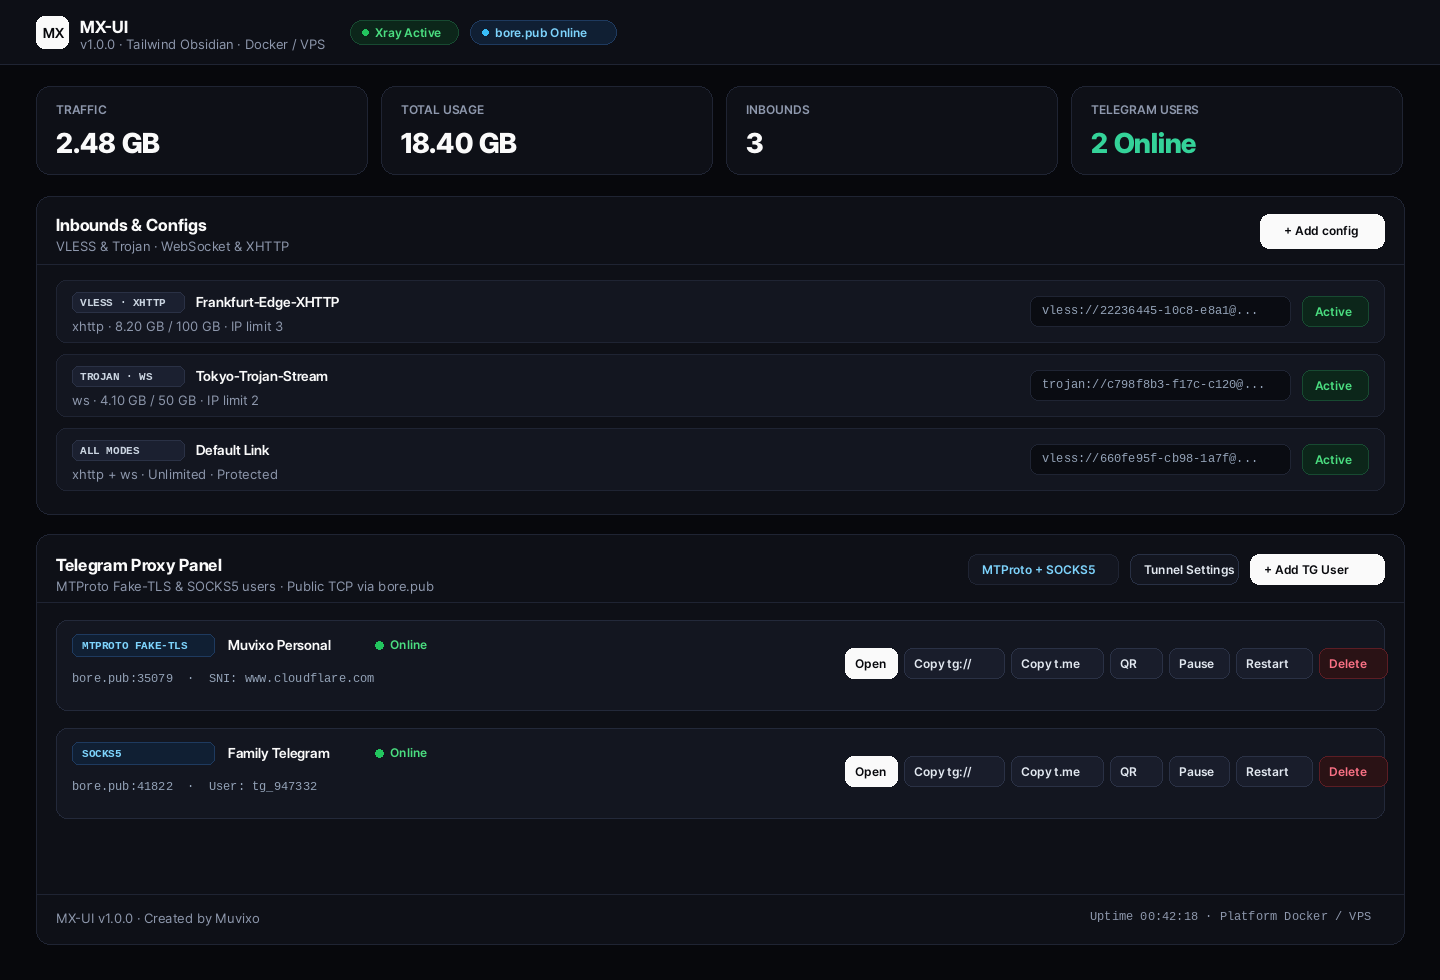 MX
MX-UI
v1.0.0 · Tailwind Obsidian · Docker / VPS
Xray Active
bore.pub Online
TRAFFIC
2.48 GB
TOTAL USAGE
18.40 GB
INBOUNDS
3
TELEGRAM USERS
2 Online
Inbounds & Configs
VLESS & Trojan · WebSocket & XHTTP
+ Add config
VLESS · XHTTP
Frankfurt-Edge-XHTTP
xhttp · 8.20 GB / 100 GB · IP limit 3
vless://22236445-10c8-e8a1@...
Active
TROJAN · WS
Tokyo-Trojan-Stream
ws · 4.10 GB / 50 GB · IP limit 2
trojan://c798f8b3-f17c-c120@...
Active
ALL MODES
Default Link
xhttp + ws · Unlimited · Protected
vless://660fe95f-cb98-1a7f@...
Active
Telegram Proxy Panel
MTProto Fake-TLS & SOCKS5 users · Public TCP via bore.pub
MTProto + SOCKS5
Tunnel Settings
+ Add TG User
MTPROTO FAKE-TLS
Muvixo Personal
Online
bore.pub:35079 · SNI: www.cloudflare.com
Open
Copy tg://
Copy t.me
QR
Pause
Restart
Delete
SOCKS5
Family Telegram
Online
bore.pub:41822 · User: tg_947332
Open
Copy tg://
Copy t.me
QR
Pause
Restart
Delete
MX-UI v1.0.0 · Created by Muvixo
Uptime 00:42:18 · Platform Docker / VPS